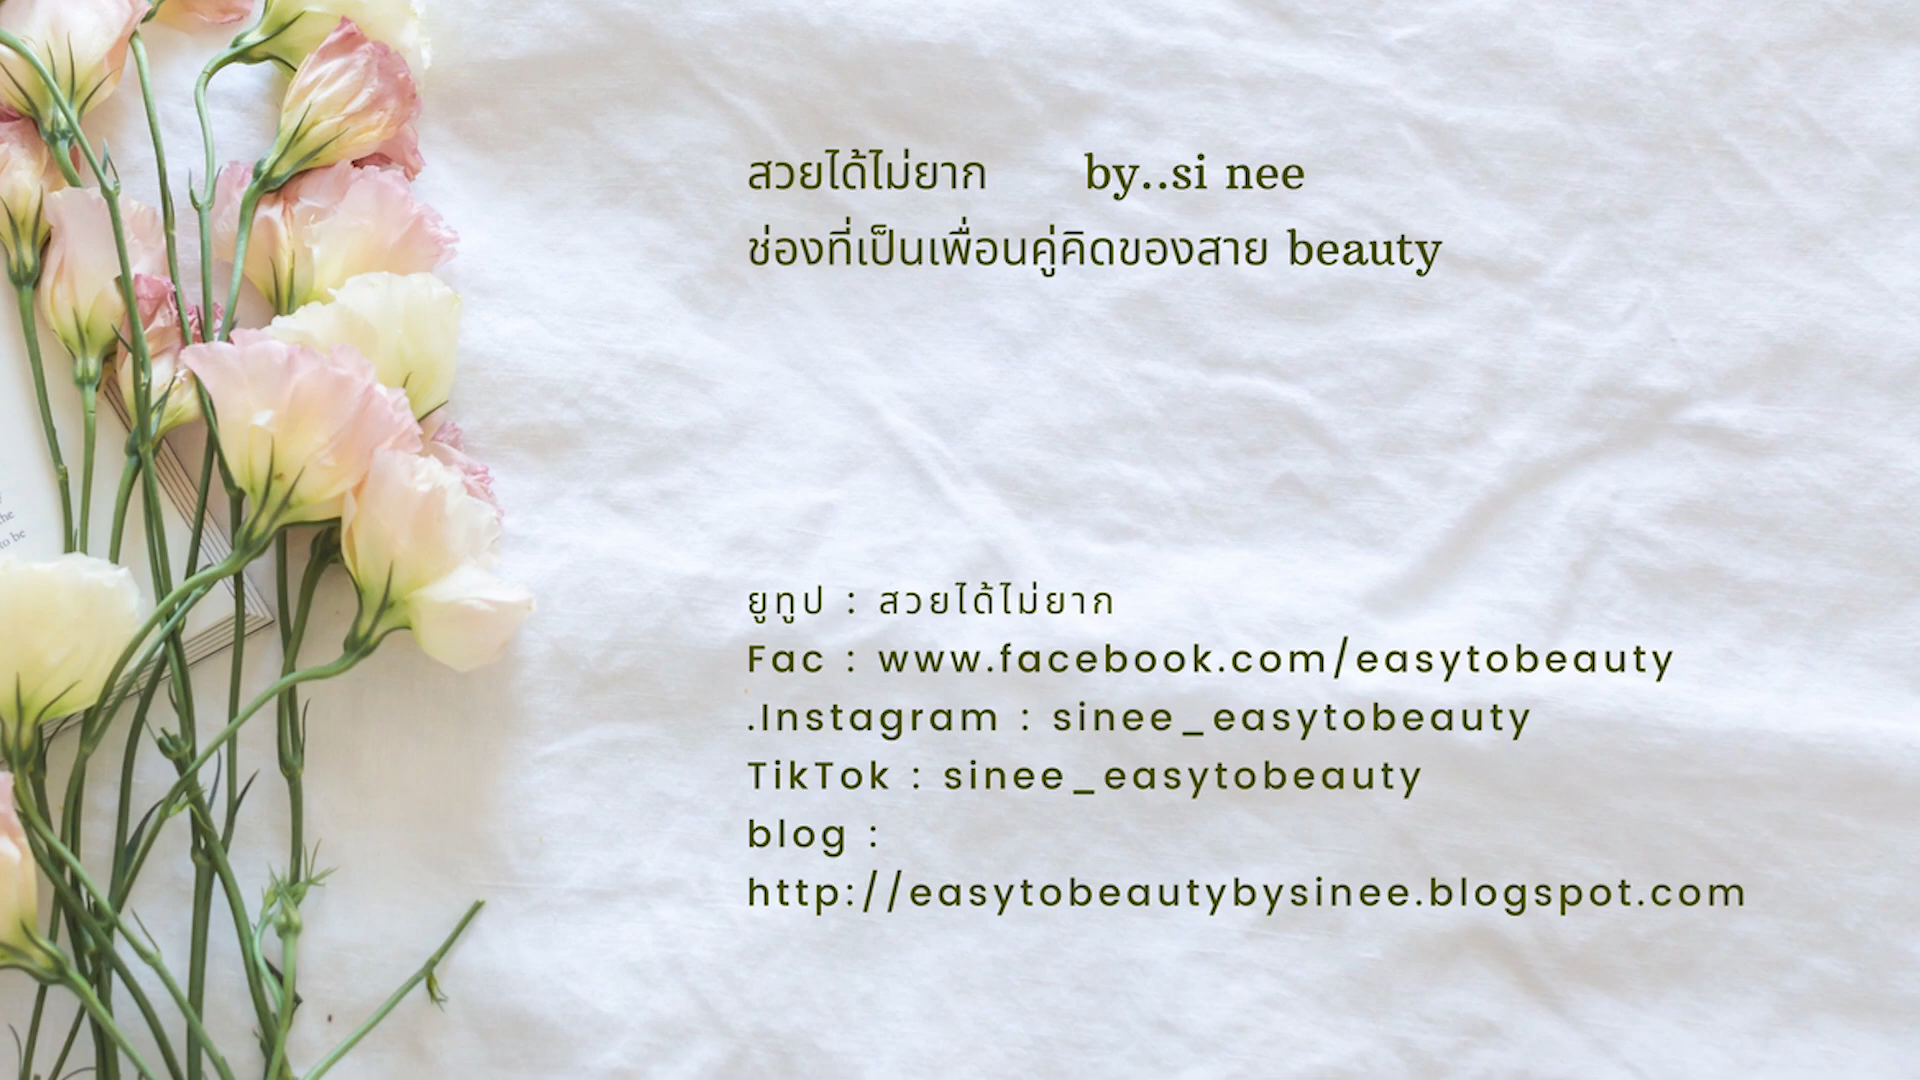 สวยได้ไม่ยาก by..si nee
ช่องที่เป็นเพื่อนคู่คิดของสาย beauty
he
to be
ยูทูป : สวยได้ไม่ยาก
Fac : www.facebook.com/easytobeauty
.Instagram : sinee_easytobeauty
TikTok : sinee_easytobeauty
blog :
http://easytobeautybysinee.blogspot.com